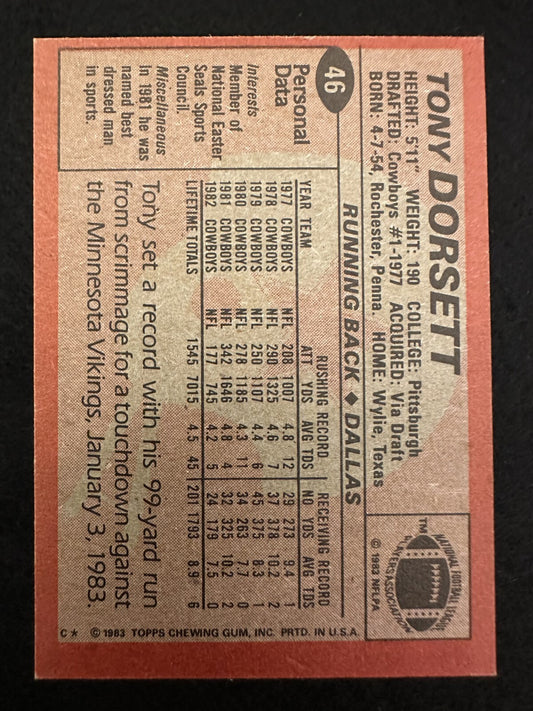 TONY DORSETT
HEIGHT: 5'11" WEIGHT: 190 COLLEGE: Pittsburgh
DRAFTED: Cowboys #1-1977 ACQUIRED: Via Draft
BORN: 4-7-54, Rochester, Penna. HOME: Wylie, Texas
46
RUNNING BACK ◆ DALLAS
NATIONAL FOOTBALL LEAGUE
PLAYERS ASSOCIATION
TM
© 1983 NFLPA
Personal
Data
Interests
Member of
National Easter
Seals Sports
Council.
Miscellaneous
In 1981 he was
named best
dressed man
in sports.
RUSHING RECORD RECEIVING RECORD
YEAR TEAM ATT YDS AVG TDS NO YDS AVG TDS
1977 COWBOYS NFL 208 1007 4.8 12 29 273 9.4 1
1978 COWBOYS NFL 290 1325 4.6 7 37 378 10.2 2
1979 COWBOYS NFL 250 1107 4.4 6 45 375 8.3 1
1980 COWBOYS NFL 278 1185 4.3 11 34 263 7.7 0
1981 COWBOYS NFL 342 1646 4.8 4 32 325 10.2 2
1982 COWBOYS NFL 177 745 4.2 5 24 179 7.5 0
LIFETIME TOTALS 1545 7015 4.5 45 201 1793 8.9 6
Tony set a record with his 99-yard run
from scrimmage for a touchdown against
the Minnesota Vikings, January 3, 1983.
C★ © 1983 TOPPS CHEWING GUM, INC. PRTD. IN U.S.A.